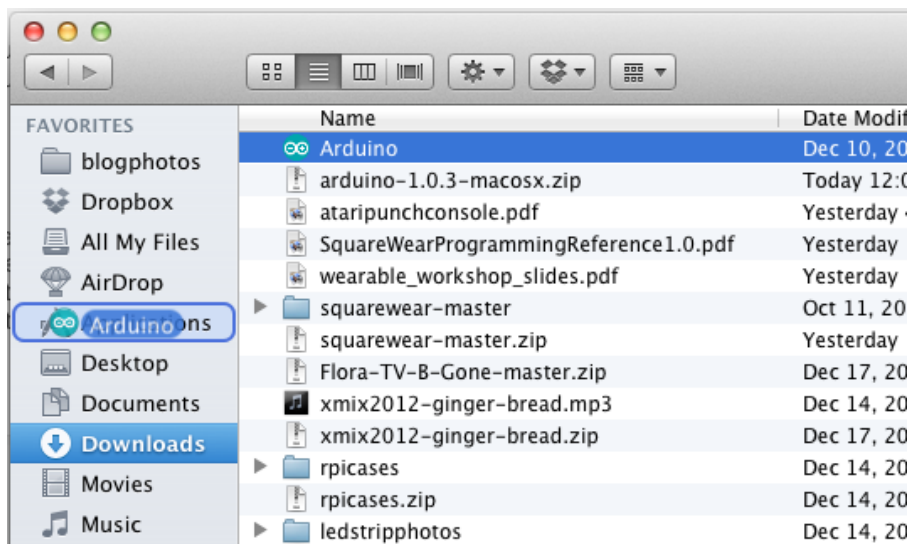 FAVORITES
blogphotos
Dropbox
All My Files
AirDrop
Arduino ns
Desktop
Documents
Downloads
Movies
Music
Name Date Modif
Arduino Dec 10, 20
arduino-1.0.3-macosx.zip Today 12:0
ataripunchconsole.pdf Yesterday
SquareWearProgrammingReference1.0.pdf Yesterday
wearable_workshop_slides.pdf Yesterday
squarewear-master Oct 11, 20
squarewear-master.zip Yesterday
Flora-TV-B-Gone-master.zip Dec 17, 20
xmix2012-ginger-bread.mp3 Dec 14, 20
xmix2012-ginger-bread.zip Dec 17, 20
rpicases Dec 14, 20
rpicases.zip Dec 14, 20
ledstripphotos Dec 14, 20